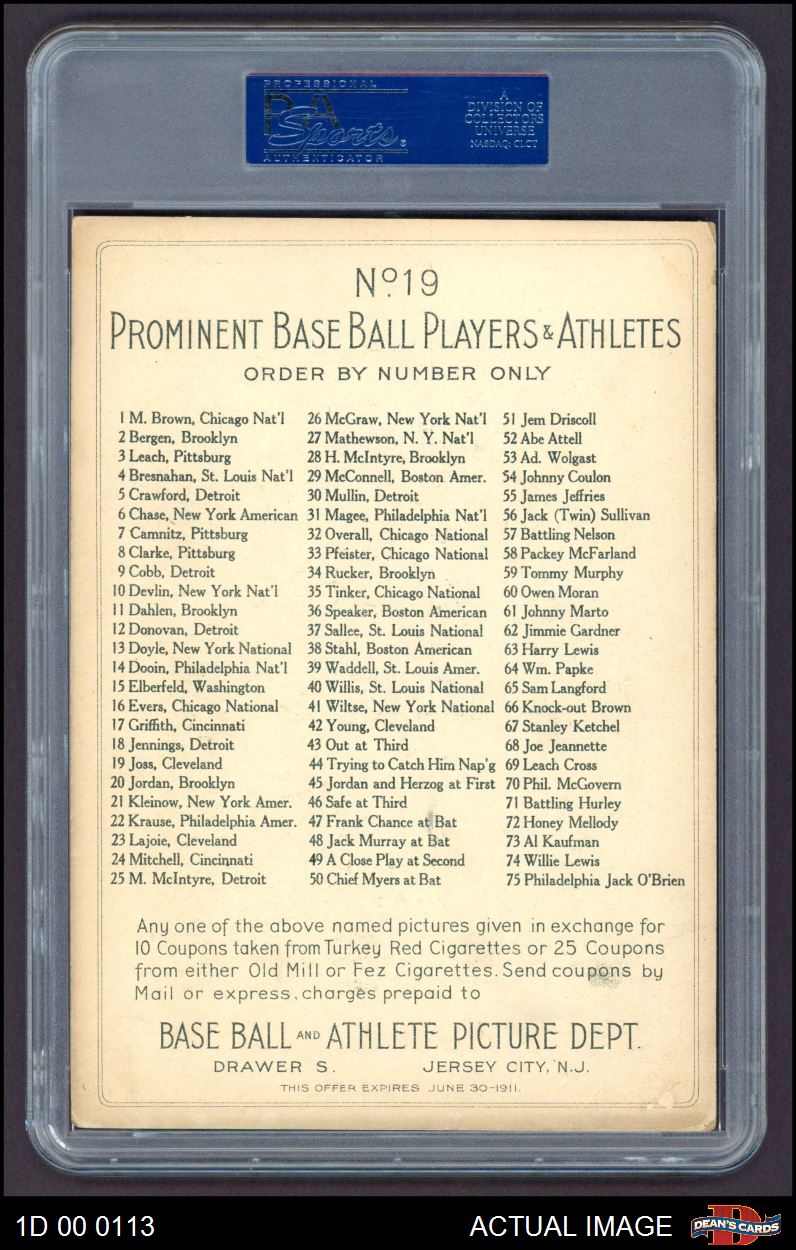 PROFESSIONAL
PSA
Sports®
AUTHENTICATOR
A
DIVISION OF
COLLECTORS
UNIVERSE
NASDAQ: CLCT
Nº 19
PROMINENT BASE BALL PLAYERS & ATHLETES
ORDER BY NUMBER ONLY
1 M. Brown, Chicago Nat'l
2 Bergen, Brooklyn
3 Leach, Pittsburg
4 Bresnahan, St. Louis Nat'l
5 Crawford, Detroit
6 Chase, New York American
7 Camnitz, Pittsburg
8 Clarke, Pittsburg
9 Cobb, Detroit
10 Devlin, New York Nat'l
11 Dahlen, Brooklyn
12 Donovan, Detroit
13 Doyle, New York National
14 Dooin, Philadelphia Nat'l
15 Elberfeld, Washington
16 Evers, Chicago National
17 Griffith, Cincinnati
18 Jennings, Detroit
19 Joss, Cleveland
20 Jordan, Brooklyn
21 Kleinow, New York Amer.
22 Krause, Philadelphia Amer.
23 Lajoie, Cleveland
24 Mitchell, Cincinnati
25 M. McIntyre, Detroit
26 McGraw, New York Nat'l
27 Mathewson, N. Y. Nat'l
28 H. McIntyre, Brooklyn
29 McConnell, Boston Amer.
30 Mullin, Detroit
31 Magee, Philadelphia Nat'l
32 Overall, Chicago National
33 Pfeister, Chicago National
34 Rucker, Brooklyn
35 Tinker, Chicago National
36 Speaker, Boston American
37 Sallee, St. Louis National
38 Stahl, Boston American
39 Waddell, St. Louis Amer.
40 Willis, St. Louis National
41 Wiltse, New York National
42 Young, Cleveland
43 Out at Third
44 Trying to Catch Him Nap'g
45 Jordan and Herzog at First
46 Safe at Third
47 Frank Chance at Bat
48 Jack Murray at Bat
49 A Close Play at Second
50 Chief Myers at Bat
51 Jem Driscoll
52 Abe Attell
53 Ad. Wolgast
54 Johnny Coulon
55 James Jeffries
56 Jack (Twin) Sullivan
57 Battling Nelson
58 Packey McFarland
59 Tommy Murphy
60 Owen Moran
61 Johnny Marto
62 Jimmie Gardner
63 Harry Lewis
64 Wm. Papke
65 Sam Langford
66 Knock-out Brown
67 Stanley Ketchel
68 Joe Jeannette
69 Leach Cross
70 Phil. McGovern
71 Battling Hurley
72 Honey Mellody
73 Al Kaufman
74 Willie Lewis
75 Philadelphia Jack O'Brien
Any one of the above named pictures given in exchange for
10 Coupons taken from Turkey Red Cigarettes or 25 Coupons
from either Old Mill or Fez Cigarettes. Send coupons by
Mail or express, charges prepaid to
BASE BALL AND ATHLETE PICTURE DEPT.
DRAWER S. JERSEY CITY, N.J.
THIS OFFER EXPIRES JUNE 30-1911.
1D 00 0113
ACTUAL IMAGE
DEAN'S CARDS